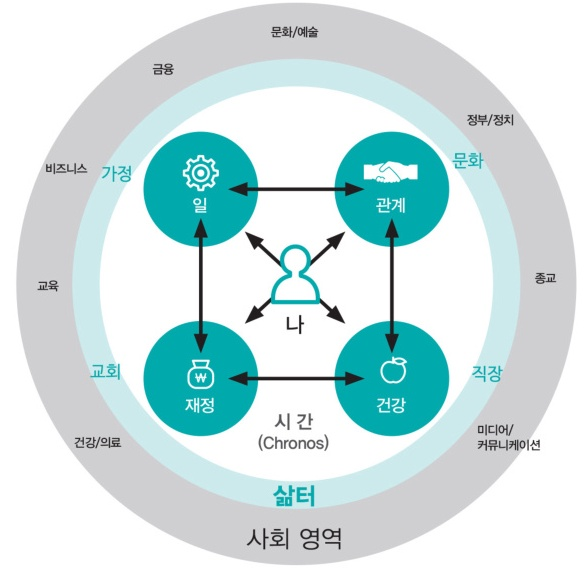 문화/예술
금융
정부/정치
비즈니스
가정
문화
일
관계
교육
종교
나
교회
직장
₩
재정
건강
시 간
(Chronos)
건강/의료
미디어/
커뮤니케이션
삶터
사회 영역